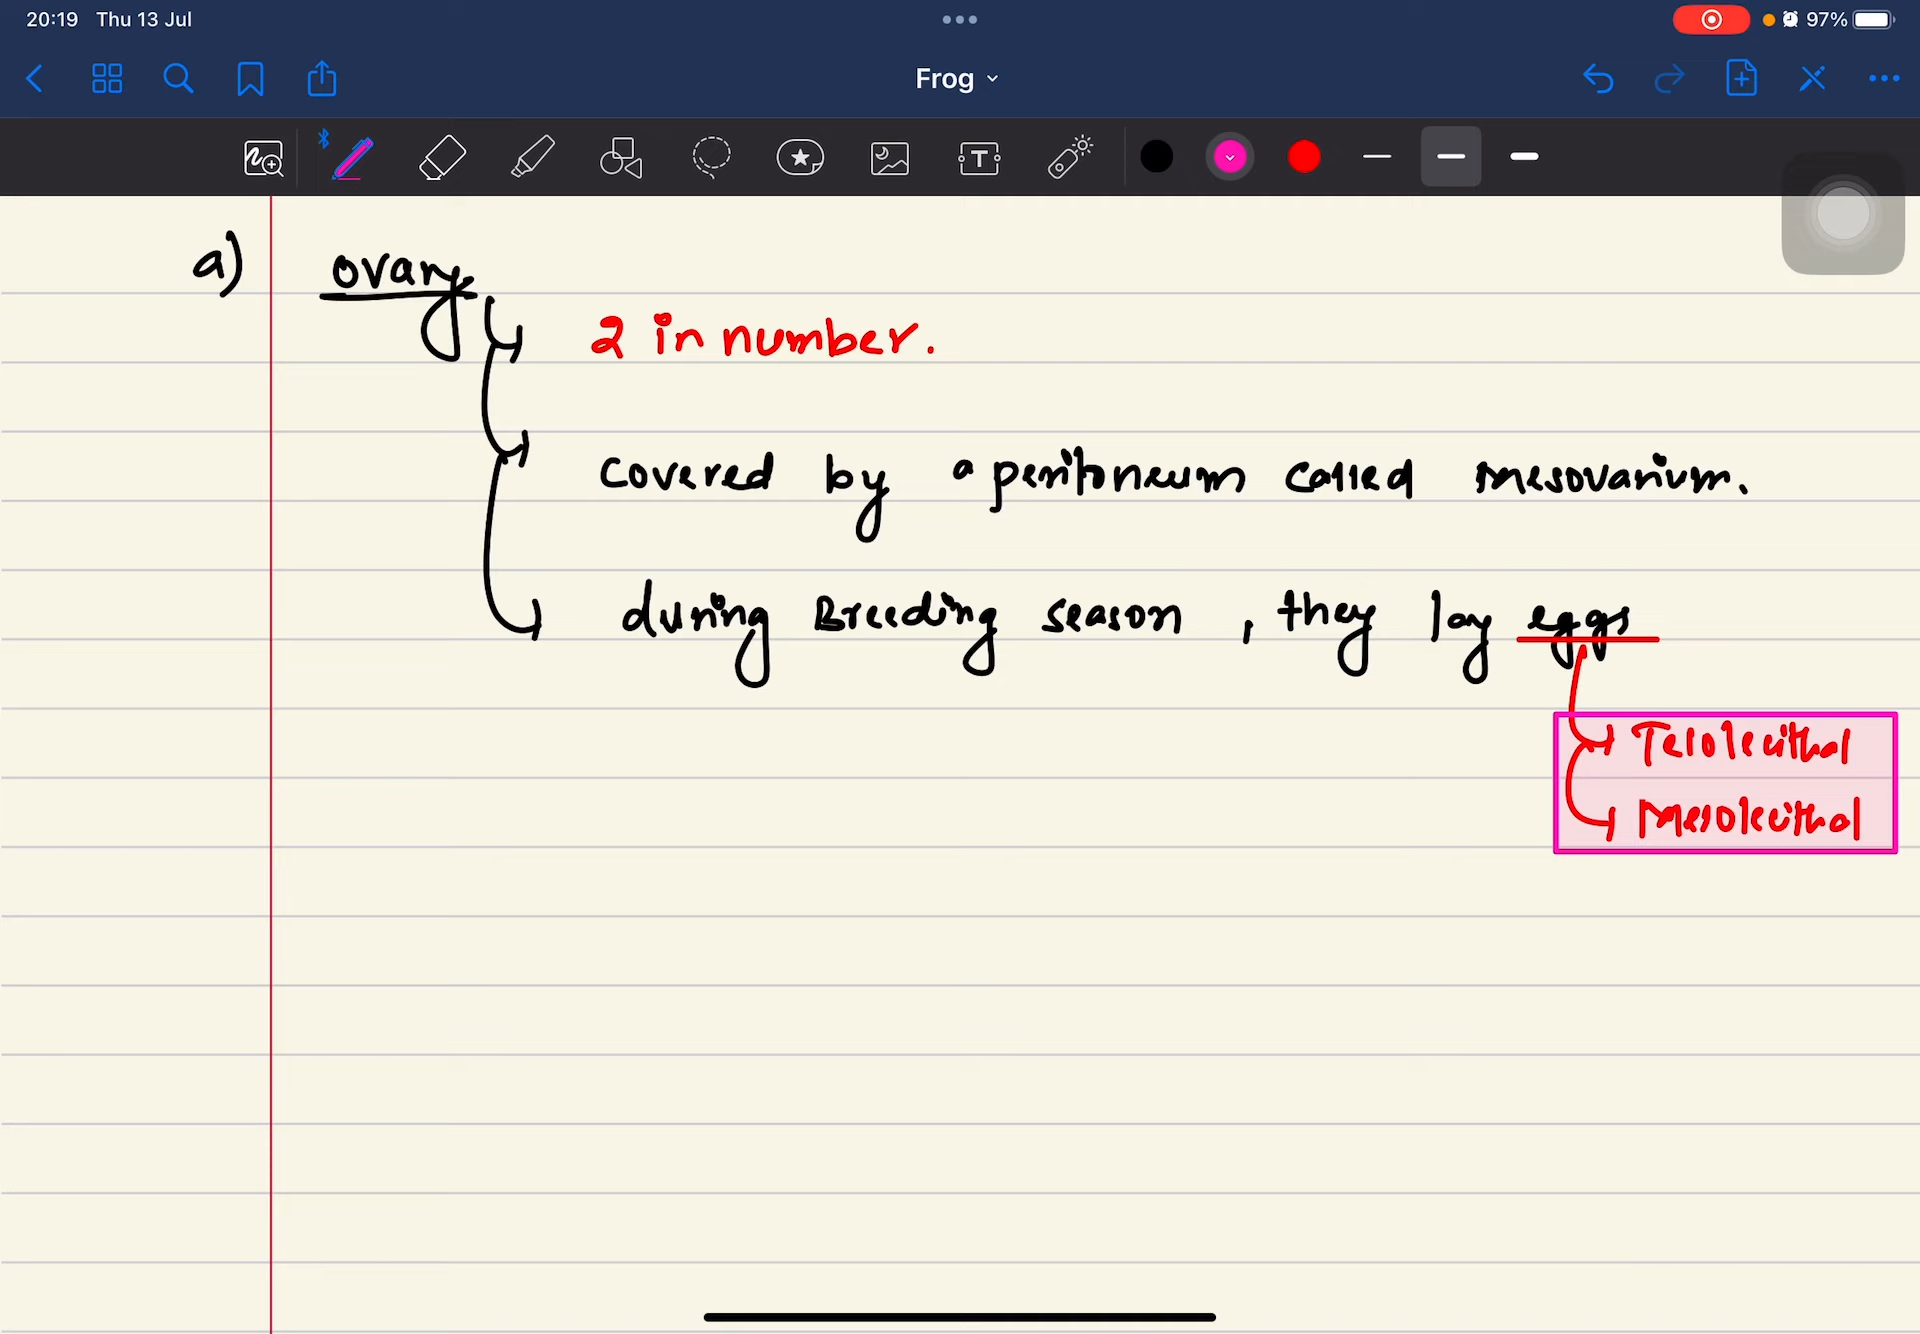 20:19 Thu 13 Jul
97%
Frog
T
a) ovary
2 in number.
covered by a peritoneum called mesovarium.
during Breeding season, they lay eggs
Telolecithal
Mesolecithal